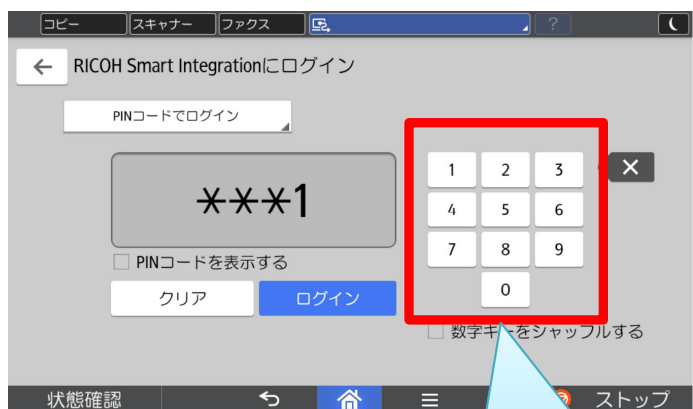 コピー スキャナー ファクス ?
RICOH Smart Integrationにログイン
PINコードでログイン
***1
1 2 3
4 5 6
7 8 9
0
PINコードを表示する
クリア ログイン
数字キーをシャッフルする
状態確認 ストップ